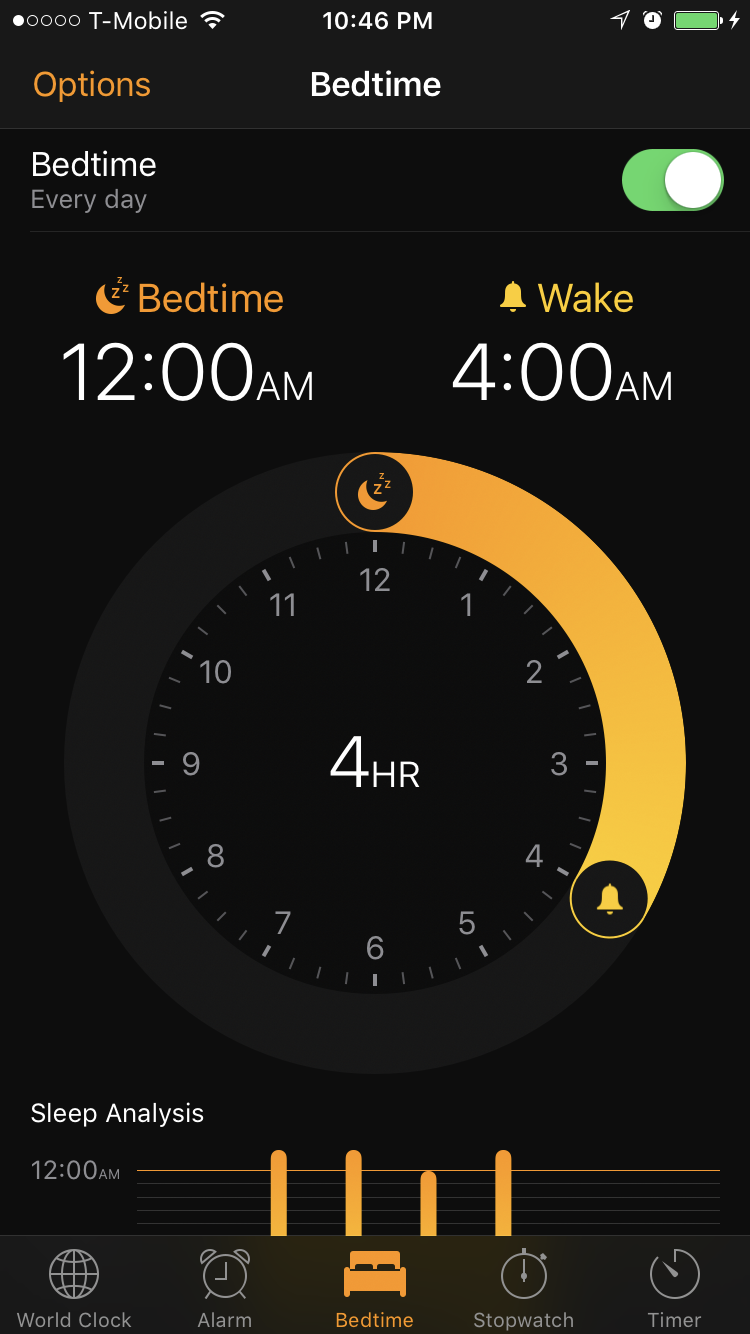 T-Mobile 10:46 PM
Options Bedtime
Bedtime
Every day
zzz Bedtime Wake
12:00AM 4:00AM
zzz
12
11 1
10 2
4HR
9 3
8 4
7 5
6
Sleep Analysis
12:00AM
World Clock Alarm Bedtime Stopwatch Timer